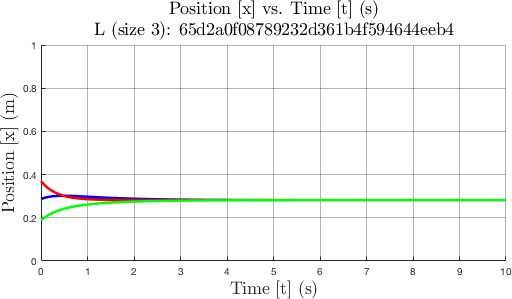 Position [x] vs. Time [t] (s)
L (size 3): 65d2a0f08789232d361b4f594644eeb4
Position [x] (m)
1
0.8
0.6
0.4
0.2
0
0 1 2 3 4 5 6 7 8 9 10
Time [t] (s)